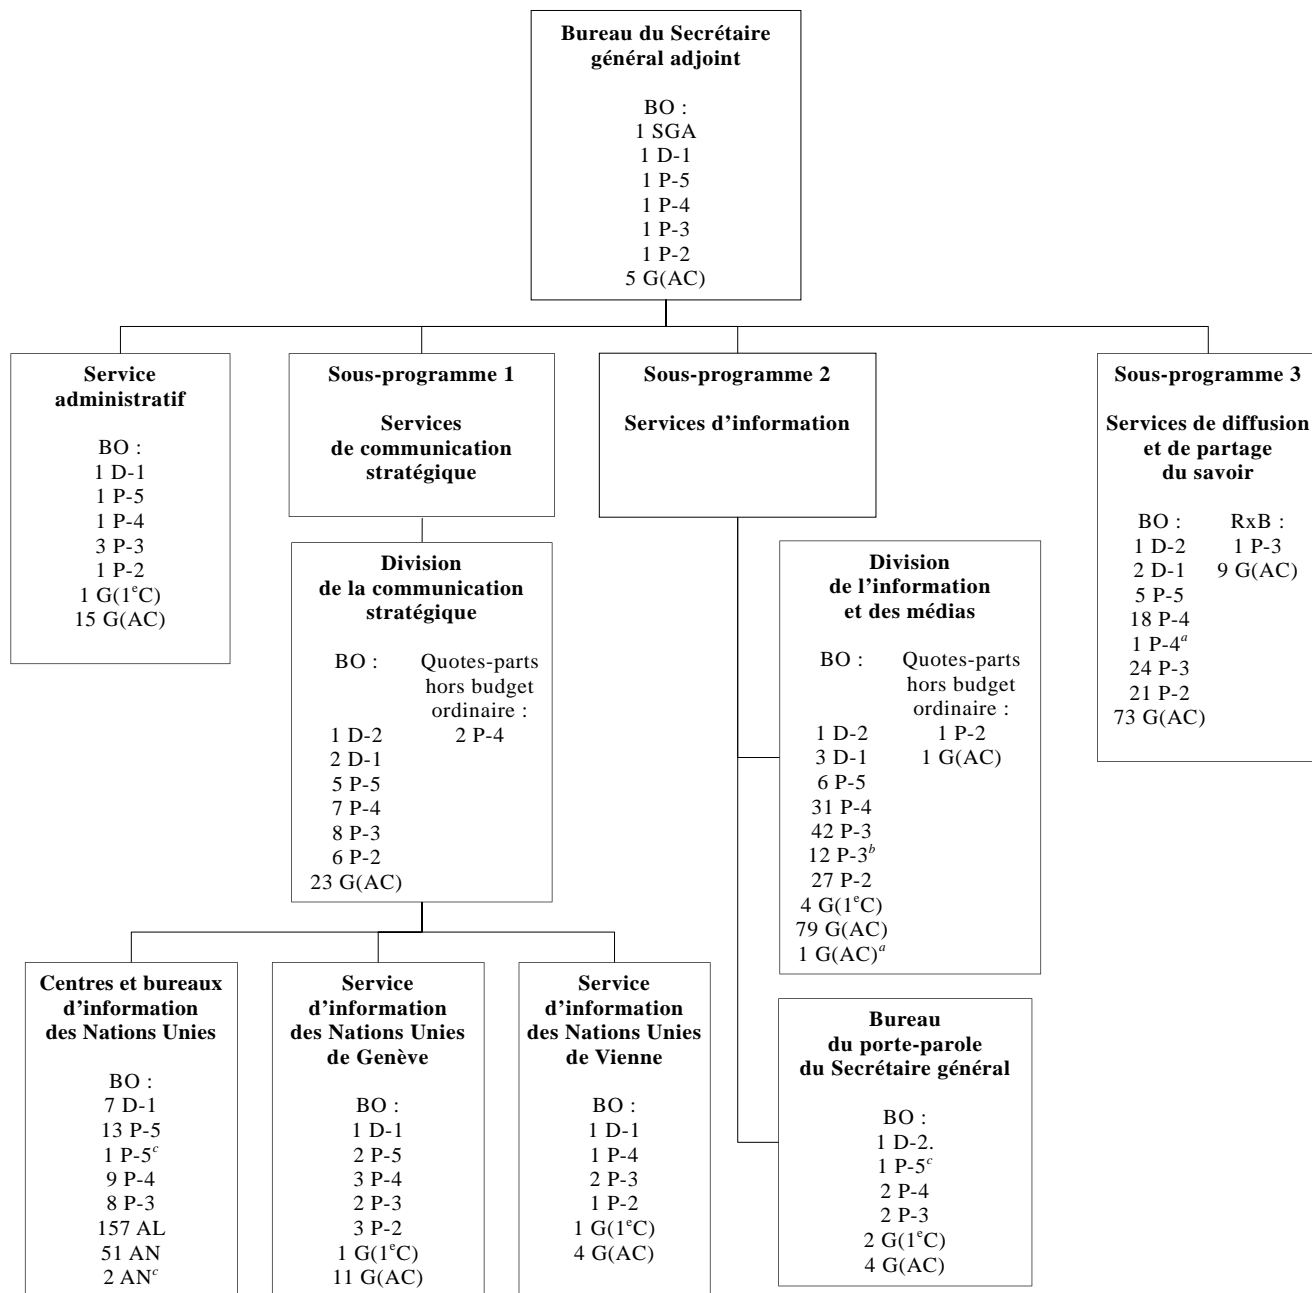 Bureau du Secrétaire
général adjoint
BO :
1 SGA
1 D-1
1 P-5
1 P-4
1 P-3
1 P-2
5 G(AC)
Service
administratif
BO :
1 D-1
1 P-5
1 P-4
3 P-3
1 P-2
1 G(1ᵉC)
15 G(AC)
Sous-programme 1
Services
de communication
stratégique
Division
de la communication
stratégique
BO :
1 D-2
2 D-1
5 P-5
7 P-4
8 P-3
6 P-2
23 G(AC)
Quotes-parts
hors budget
ordinaire :
2 P-4
Centres et bureaux
d’information
des Nations Unies
BO :
7 D-1
13 P-5
1 P-5ᶜ
9 P-4
8 P-3
157 AL
51 AN
2 ANᶜ
Service
d’information
des Nations Unies
de Genève
BO :
1 D-1
2 P-5
3 P-4
2 P-3
3 P-2
1 G(1ᵉC)
11 G(AC)
Service
d’information
des Nations Unies
de Vienne
BO :
1 D-1
1 P-4
2 P-3
1 P-2
1 G(1ᵉC)
4 G(AC)
Sous-programme 2
Services d’information
Division
de l’information
et des médias
BO :
1 D-2
3 D-1
6 P-5
31 P-4
42 P-3
12 P-3ᵇ
27 P-2
4 G(1ᵉC)
79 G(AC)
1 G(AC)ᵃ
Quotes-parts
hors budget
ordinaire :
1 P-2
1 G(AC)
Bureau
du porte-parole
du Secrétaire général
BO :
1 D-2.
1 P-5ᶜ
2 P-4
2 P-3
2 G(1ᵉC)
4 G(AC)
Sous-programme 3
Services de diffusion
et de partage
du savoir
BO :
1 D-2
2 D-1
5 P-5
18 P-4
1 P-4ᵃ
24 P-3
21 P-2
73 G(AC)
RxB :
1 P-3
9 G(AC)